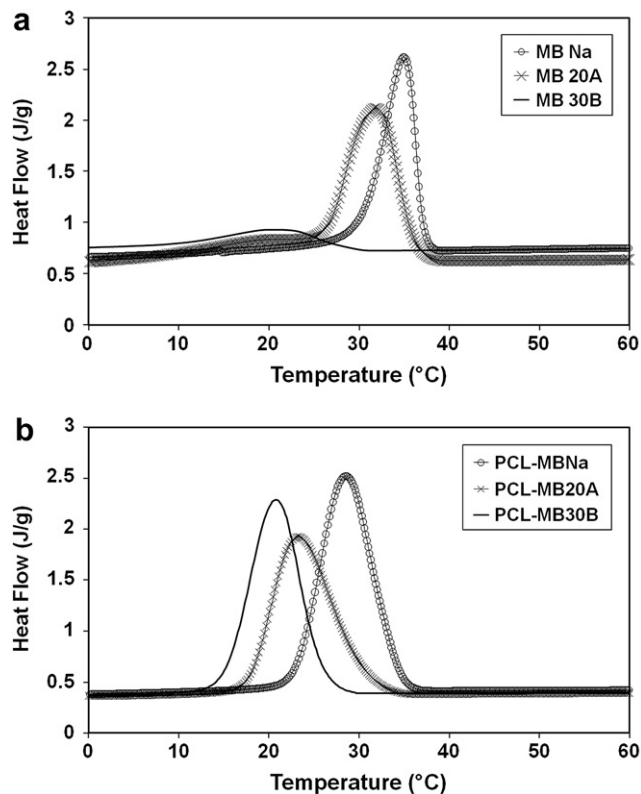 a
3
2.5
2
1.5
1
0.5
0
Heat Flow (J/g)
MB Na
MB 20A
MB 30B
0 10 20 30 40 50 60
Temperature (°C)
b
3
2.5
2
1.5
1
0.5
0
Heat Flow (J/g)
PCL-MBNa
PCL-MB20A
PCL-MB30B
0 10 20 30 40 50 60
Temperature (°C)